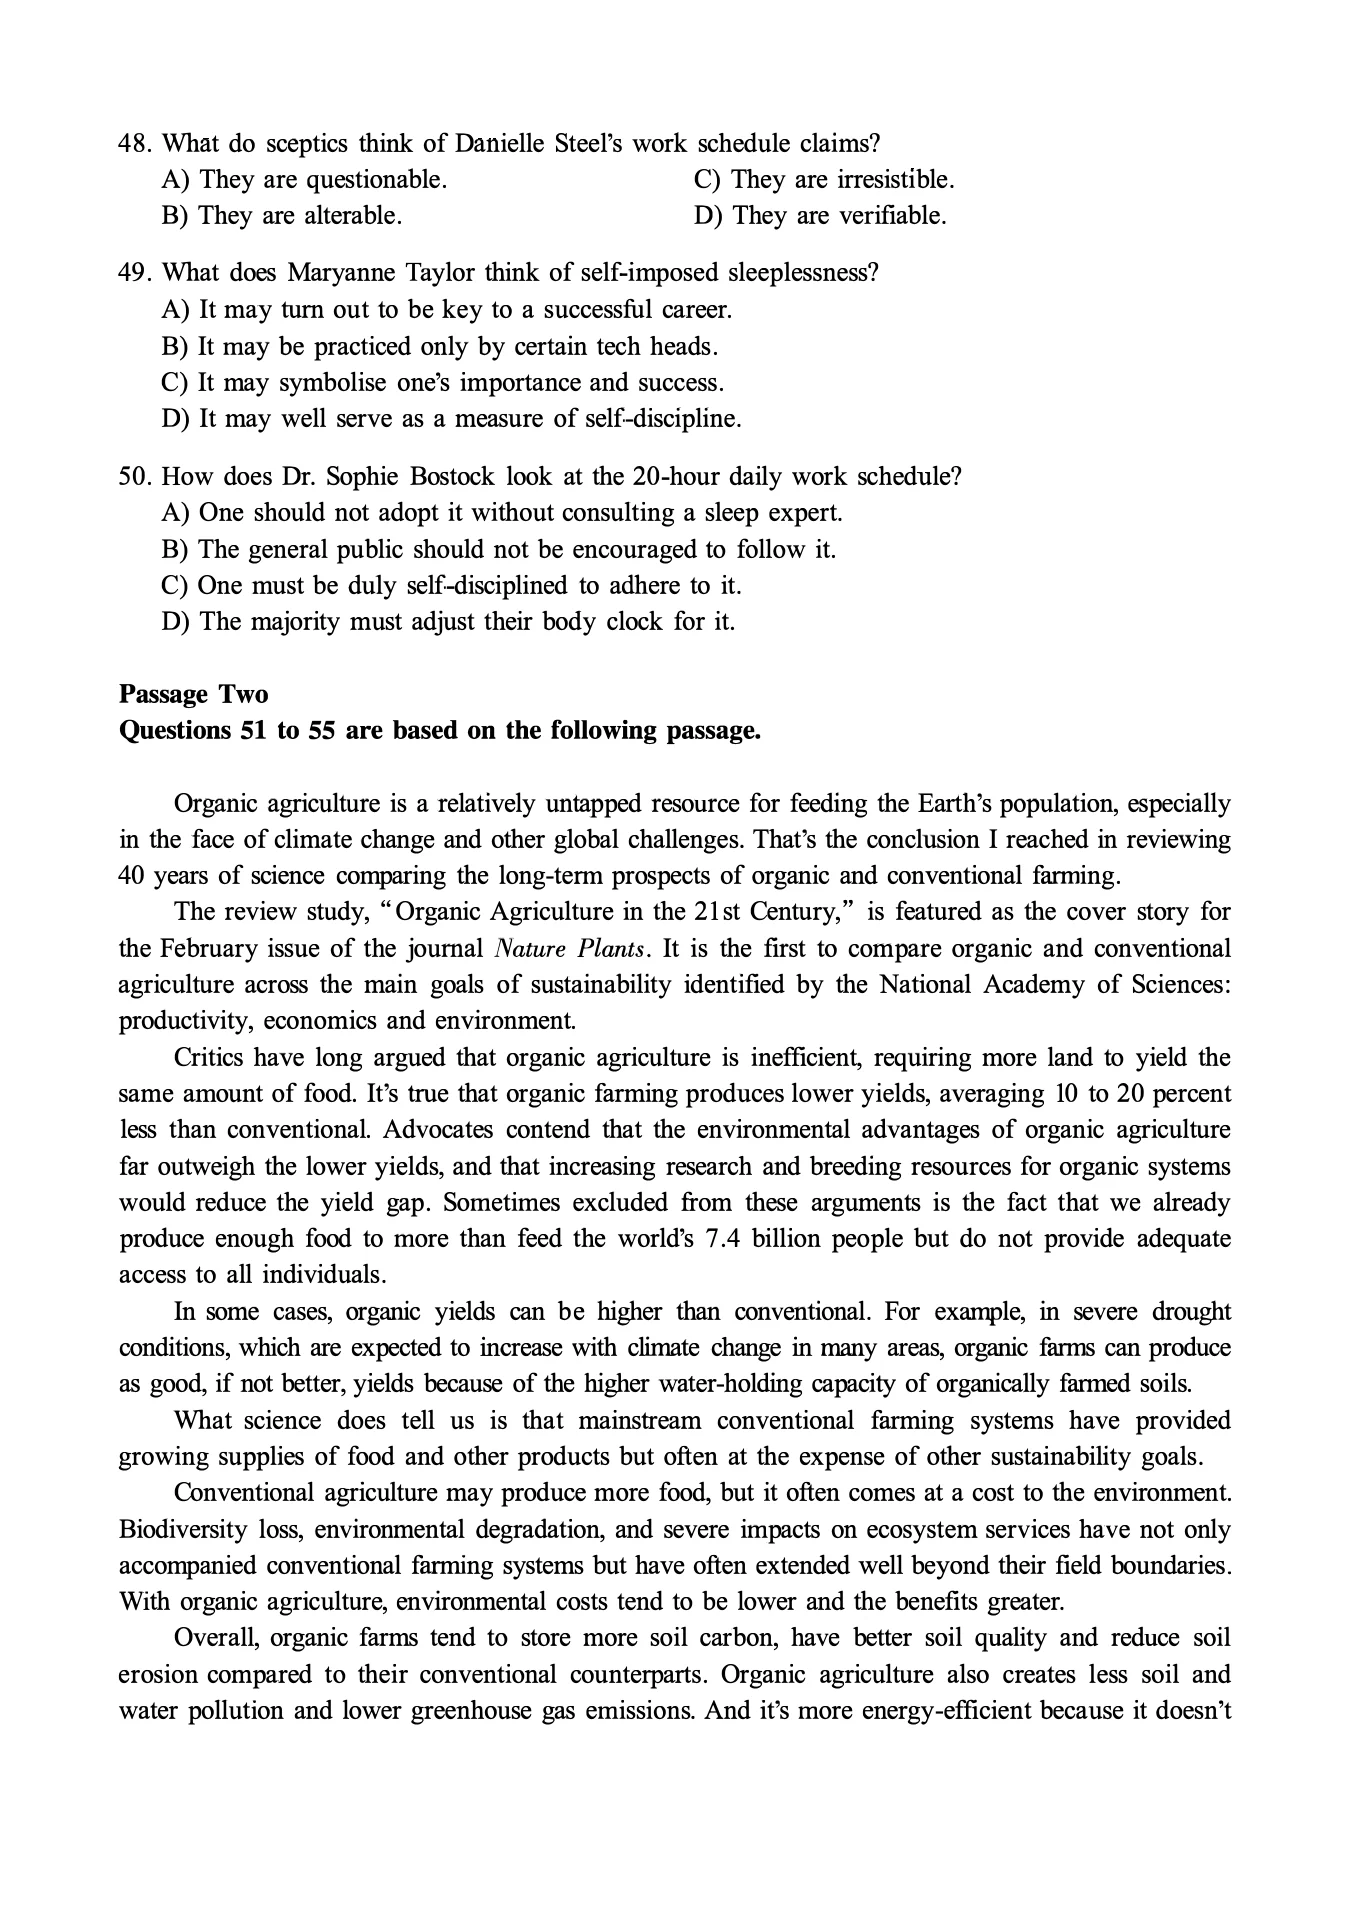 48. What do sceptics think of Danielle Steel’s work schedule claims?
A) They are questionable. C) They are irresistible.
B) They are alterable. D) They are verifiable.
49. What does Maryanne Taylor think of self-imposed sleeplessness?
A) It may turn out to be key to a successful career.
B) It may be practiced only by certain tech heads.
C) It may symbolise one’s importance and success.
D) It may well serve as a measure of self-discipline.
50. How does Dr. Sophie Bostock look at the 20-hour daily work schedule?
A) One should not adopt it without consulting a sleep expert.
B) The general public should not be encouraged to follow it.
C) One must be duly self-disciplined to adhere to it.
D) The majority must adjust their body clock for it.
Passage Two
Questions 51 to 55 are based on the following passage.
Organic agriculture is a relatively untapped resource for feeding the Earth’s population, especially
in the face of climate change and other global challenges. That’s the conclusion I reached in reviewing
40 years of science comparing the long-term prospects of organic and conventional farming.
The review study, “Organic Agriculture in the 21st Century,” is featured as the cover story for
the February issue of the journal Nature Plants. It is the first to compare organic and conventional
agriculture across the main goals of sustainability identified by the National Academy of Sciences:
productivity, economics and environment.
Critics have long argued that organic agriculture is inefficient, requiring more land to yield the
same amount of food. It’s true that organic farming produces lower yields, averaging 10 to 20 percent
less than conventional. Advocates contend that the environmental advantages of organic agriculture
far outweigh the lower yields, and that increasing research and breeding resources for organic systems
would reduce the yield gap. Sometimes excluded from these arguments is the fact that we already
produce enough food to more than feed the world’s 7.4 billion people but do not provide adequate
access to all individuals.
In some cases, organic yields can be higher than conventional. For example, in severe drought
conditions, which are expected to increase with climate change in many areas, organic farms can produce
as good, if not better, yields because of the higher water-holding capacity of organically farmed soils.
What science does tell us is that mainstream conventional farming systems have provided
growing supplies of food and other products but often at the expense of other sustainability goals.
Conventional agriculture may produce more food, but it often comes at a cost to the environment.
Biodiversity loss, environmental degradation, and severe impacts on ecosystem services have not only
accompanied conventional farming systems but have often extended well beyond their field boundaries.
With organic agriculture, environmental costs tend to be lower and the benefits greater.
Overall, organic farms tend to store more soil carbon, have better soil quality and reduce soil
erosion compared to their conventional counterparts. Organic agriculture also creates less soil and
water pollution and lower greenhouse gas emissions. And it’s more energy-efficient because it doesn’t